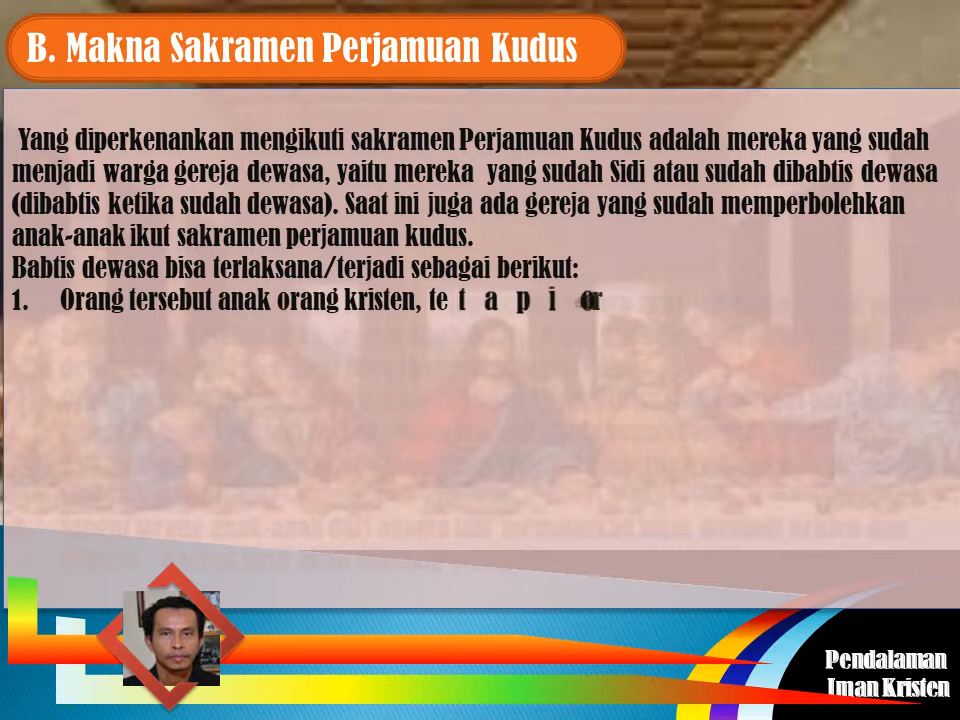 B. Makna Sakramen Perjamuan Kudus
Yang diperkenankan mengikuti sakramen Perjamuan Kudus adalah mereka yang sudah
menjadi warga gereja dewasa, yaitu mereka yang sudah Sidi atau sudah dibabtis dewasa
(dibabtis ketika sudah dewasa). Saat ini juga ada gereja yang sudah memperbolehkan
anak-anak ikut sakramen perjamuan kudus.
Babtis dewasa bisa terlaksana/terjadi sebagai berikut:
1. Orang tersebut anak orang kristen, te t a p i or
Pendalaman
Iman Kristen